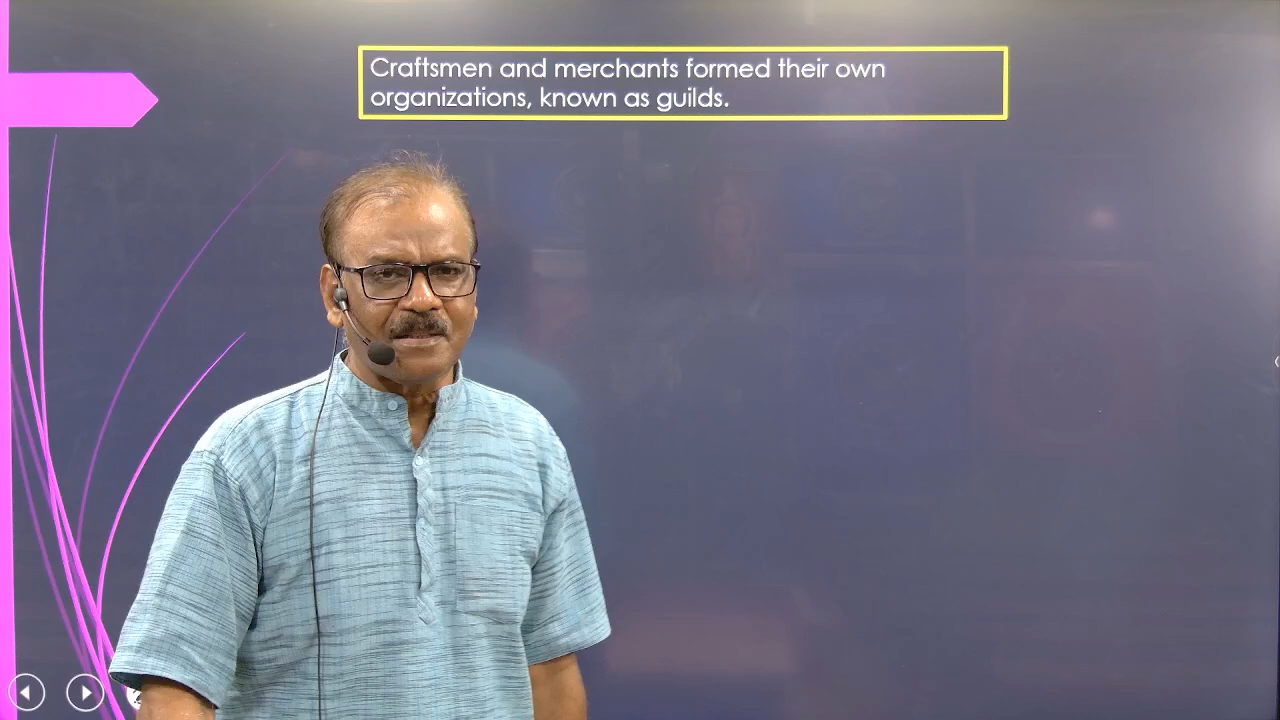 Craftsmen and merchants formed their own
organizations, known as guilds.